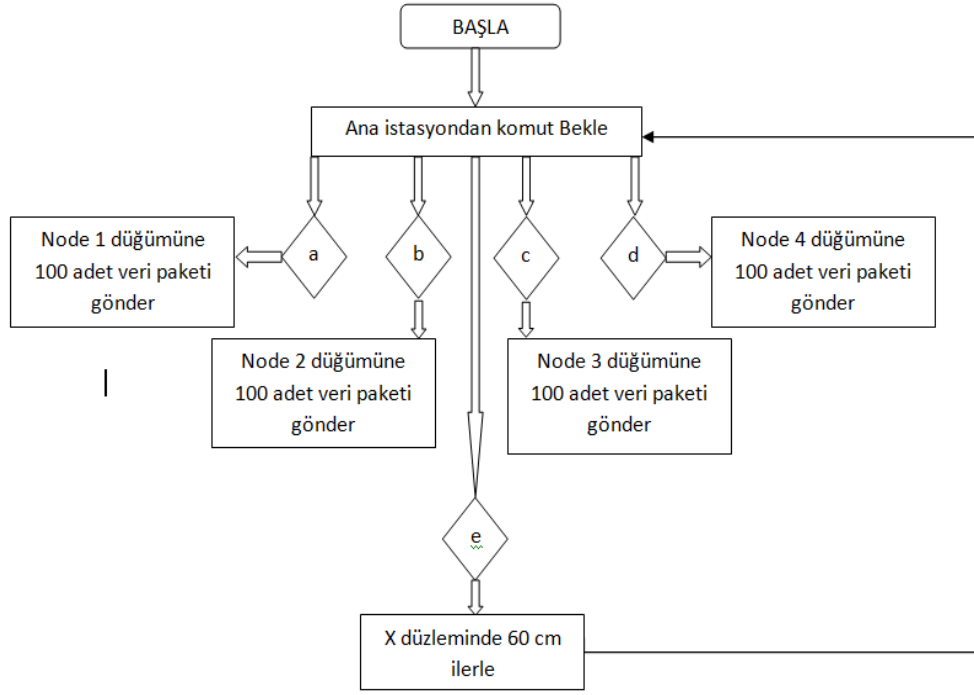 BAŞLA
Ana istasyondan komut Bekle
a
b
c
d
Node 1 düğümüne
100 adet veri paketi
gönder
Node 4 düğümüne
100 adet veri paketi
gönder
Node 2 düğümüne
100 adet veri paketi
gönder
Node 3 düğümüne
100 adet veri paketi
gönder
e
X düzleminde 60 cm
ilerle